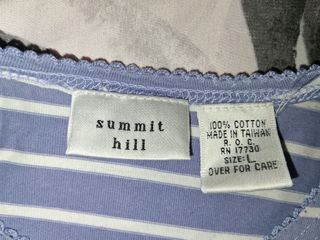 summit
hill
100% COTTON
MADE IN TAIWAN
R. O. C.
RN 17730
SIZE: L
OVER FOR CARE